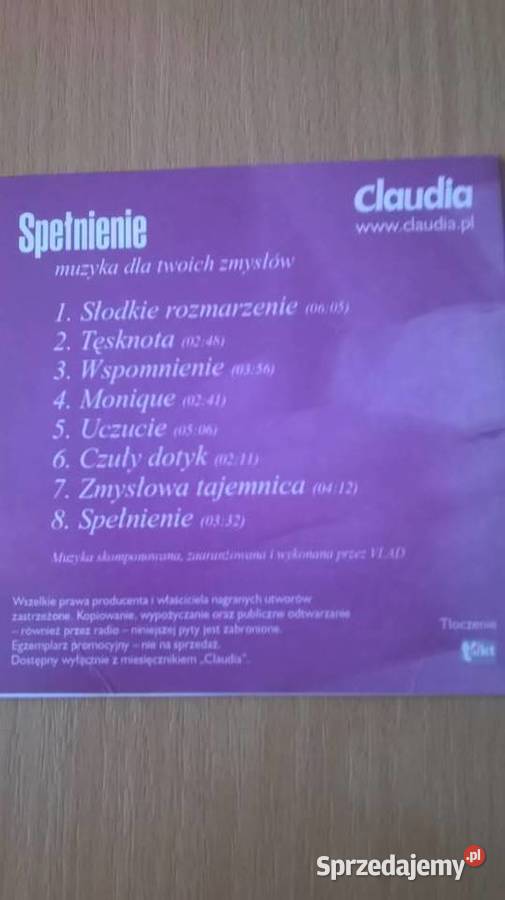 Spełnienie
claudia
www.claudia.pl
muzyka dla twoich zmysłów
1. Słodkie rozmarzenie (06:05)
2. Tęsknota (02:48)
3. Wspomnienie (03:56)
4. Monique (02:41)
5. Uczucie (05:06)
6. Czuły dotyk (02:11)
7. Zmysłowa tajemnica (04:12)
8. Spełnienie (03:32)
Muzyka skomponowana, zaaranżowana i wykonana przez VLAD
Wszelkie prawa producenta i właściciela nagranych utworów
zastrzeżone. Kopiowanie, wypożyczanie oraz publiczne odtwarzanie
– również przez radio – niniejszej pyty jest zabronione.
Egzemplarz promocyjny – nie na sprzedaż.
Dostępny wyłącznie z miesięcznikiem „Claudia".
Tłoczenie
Sprzedajemy.pl